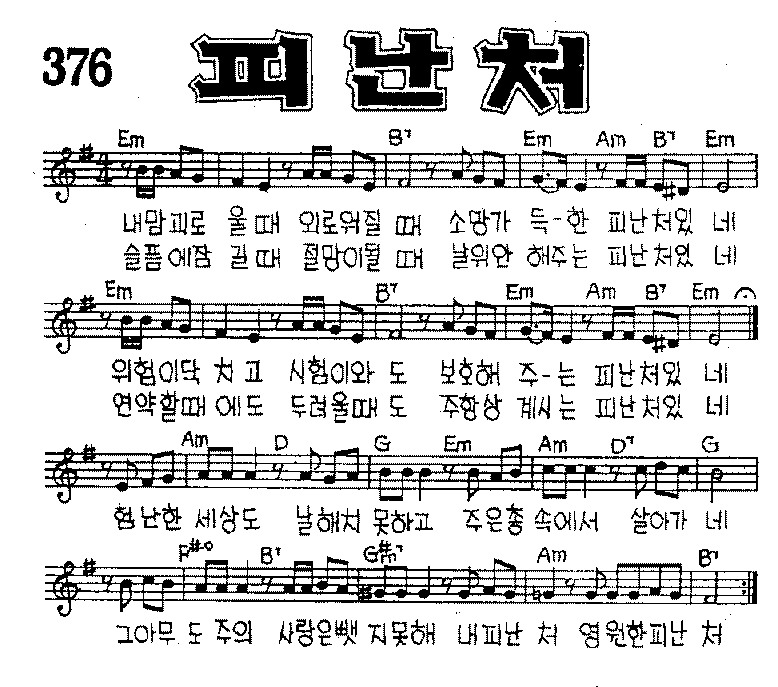 376 피난처
Em B7 Em Am B7 Em
내맘괴로 울때 외로워질 때 소망가 득-한 피난처있 네
슬픔에잠 길때 절망이될 때 날위안 해주는 피난처있 네
Em B7 Em Am B7 Em
위험이닥 치고 시험이와 도 보호해 주-는 피난처있 네
연약할때 에도 두려울때 도 주항상 계시는 피난처있 네
Am D G Em Am D7 G
험난한 세상도 날해치 못하고 주은총 속에서 살아가 네
F#o B7 G#m7 Am B7
그아무 도 주의 사랑은뺏 지못해 내피난 처 영원한피난 처